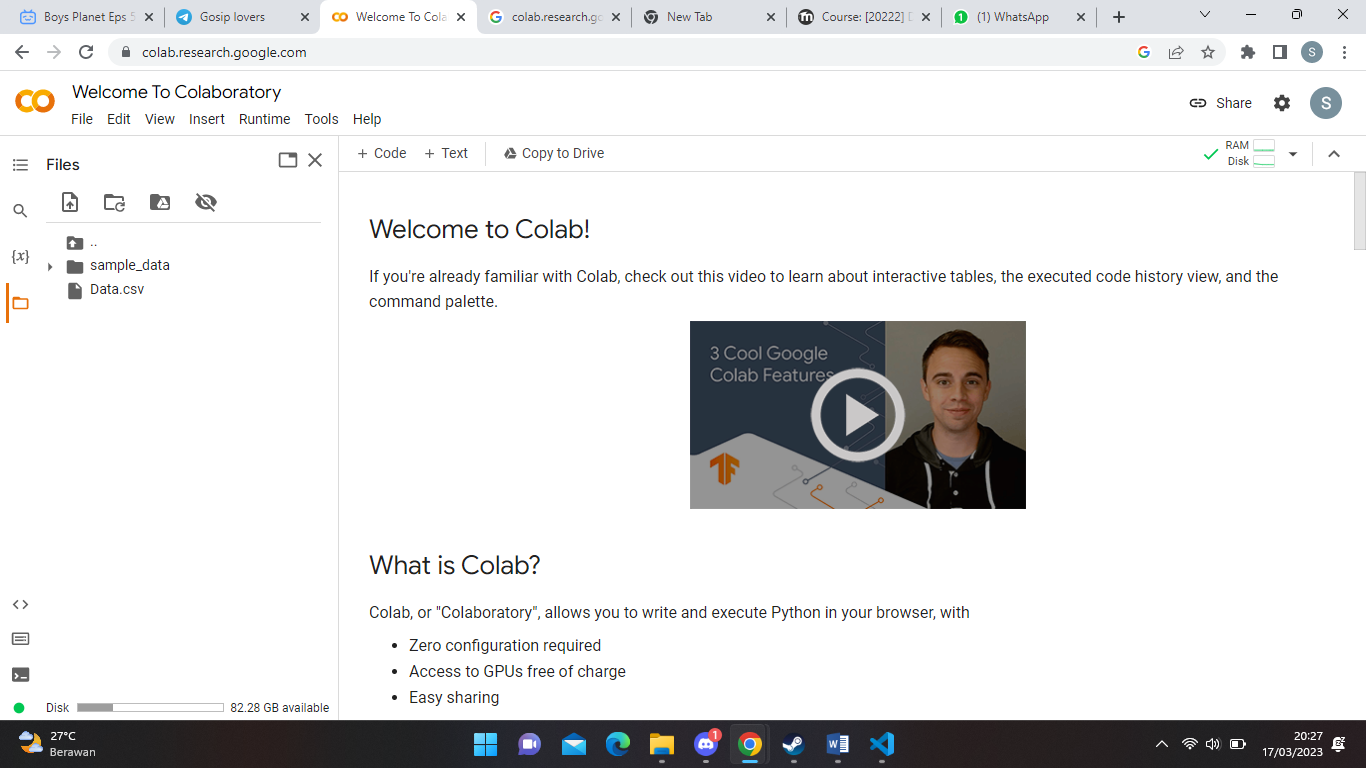 Boys Planet Eps 5
Gosip lovers
Welcome To Cola
colab.research.go
New Tab
Course: [20222]
(1) WhatsApp
colab.research.google.com
S
Welcome To Colaboratory
Share
S
File Edit View Insert Runtime Tools Help
Files
+ Code + Text Copy to Drive
RAM
Disk
{x}
..
sample_data
Data.csv
Welcome to Colab!
If you're already familiar with Colab, check out this video to learn about interactive tables, the executed code history view, and the
command palette.
3 Cool Google
Colab Features
What is Colab?
Colab, or "Colaboratory", allows you to write and execute Python in your browser, with
• Zero configuration required
• Access to GPUs free of charge
• Easy sharing
Disk 82.28 GB available
27°C
Berawan
1
20:27
17/03/2023